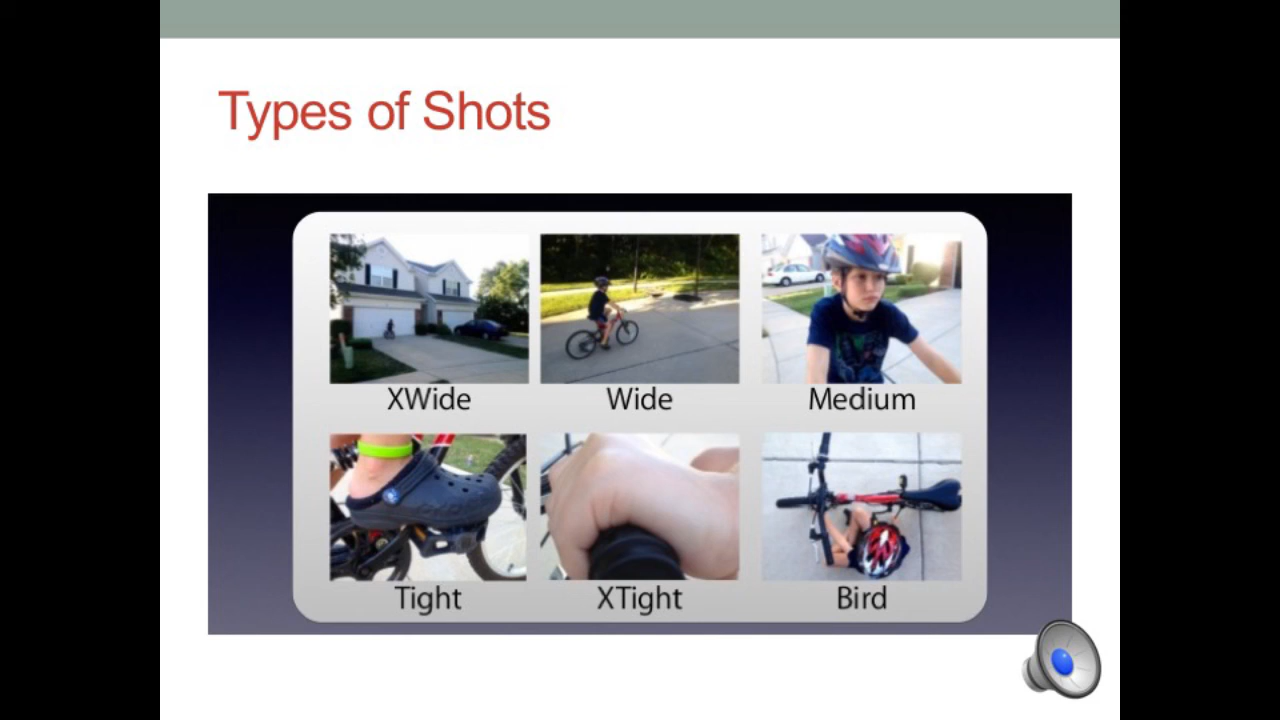 Types of Shots
XWide
Wide
Medium
Tight
XTight
Bird